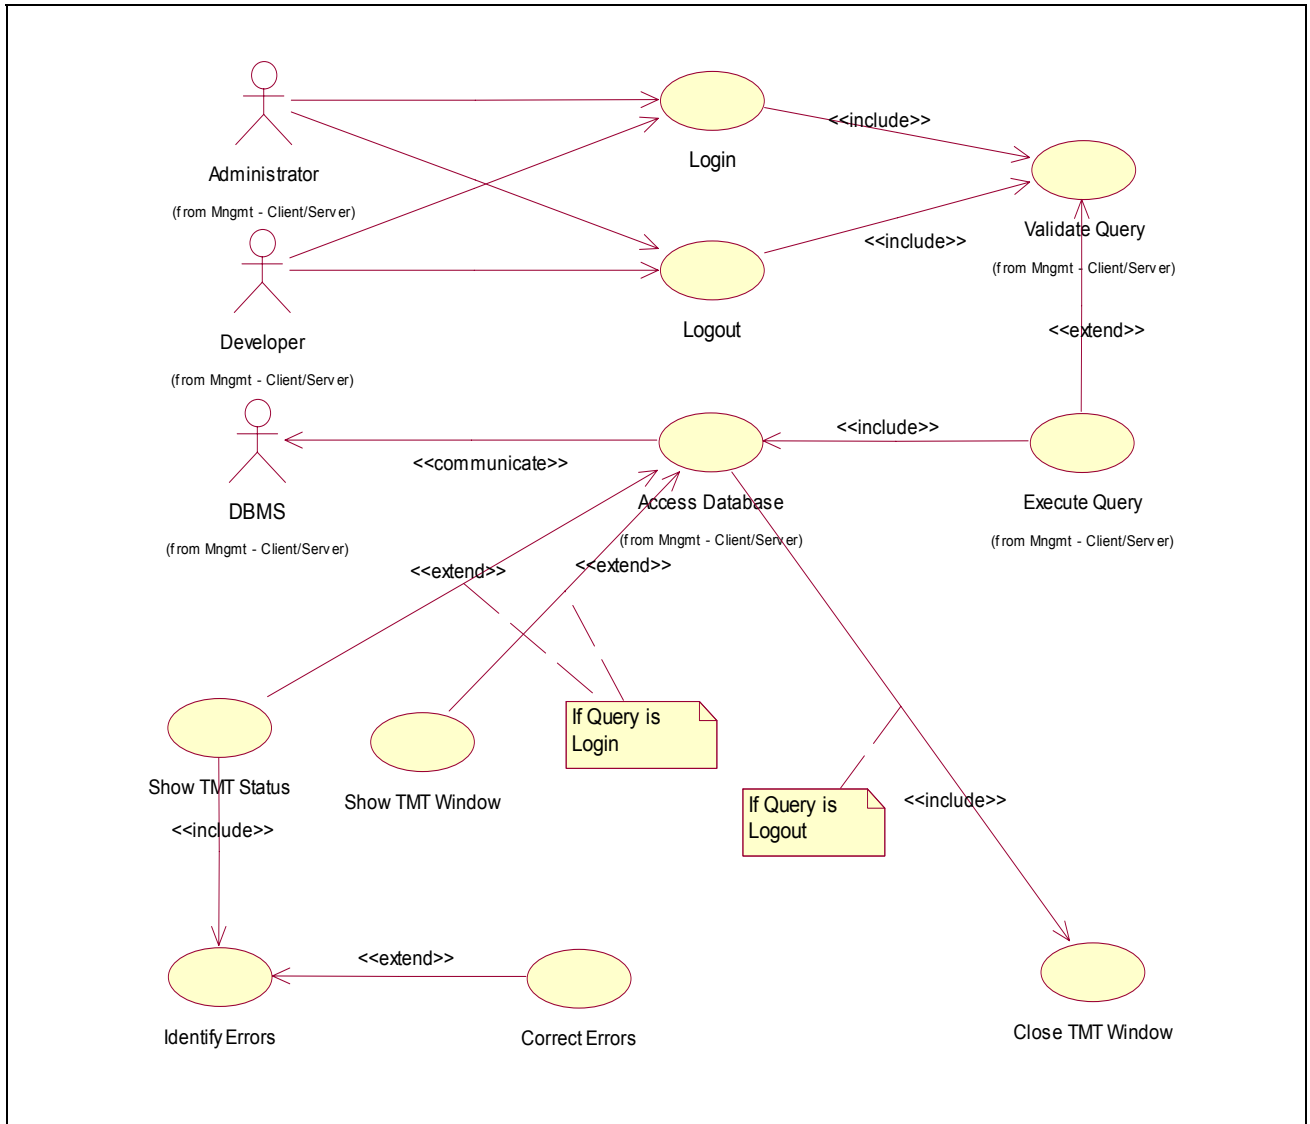 <<include>>
Login
Administrator
(from Mngmt - Client/Server)
Validate Query
(from Mngmt - Client/Server)
<<include>>
Logout
Developer
(from Mngmt - Client/Server)
<<extend>>
<<include>>
<<communicate>>
DBMS
(from Mngmt - Client/Server)
Access Database
(from Mngmt - Client/Server)
Execute Query
(from Mngmt - Client/Server)
<<extend>>
<<extend>>
If Query is
Login
Show TMT Status
Show TMT Window
If Query is
Logout
<<include>>
<<include>>
<<extend>>
Identify Errors
Correct Errors
Close TMT Window